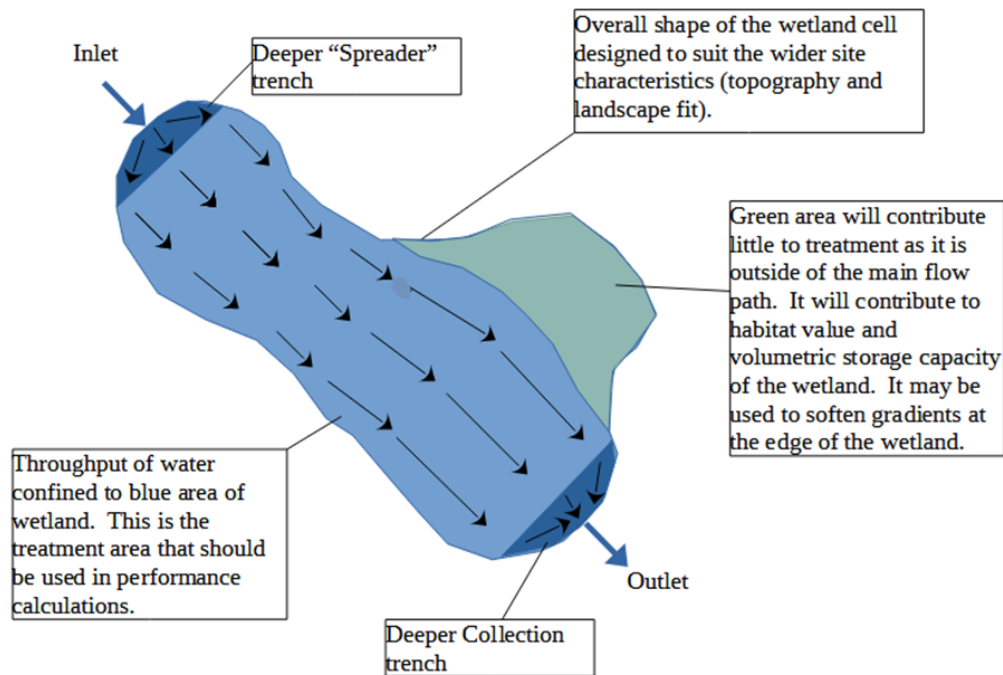 Inlet
Deeper “Spreader”
trench
Overall shape of the wetland cell
designed to suit the wider site
characteristics (topography and
landscape fit).
Green area will contribute
little to treatment as it is
outside of the main flow
path.  It will contribute to
habitat value and
volumetric storage capacity
of the wetland.  It may be
used to soften gradients at
the edge of the wetland.
Throughput of water
confined to blue area of
wetland.  This is the
treatment area that should
be used in performance
calculations.
Outlet
Deeper Collection
trench